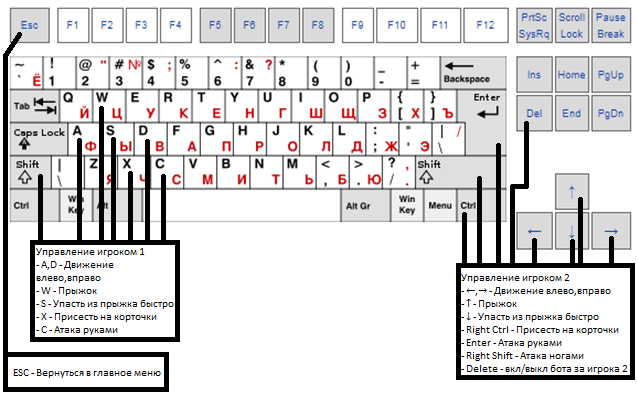 Esc F1 F2 F3 F4 F5 F6 F7 F8 F9 F10 F11 F12 PrtSc SysRq Scroll Lock Pause Break
~ ` Ё ! 1 @ " 2 # № 3 $ ; 4 % 5 ^ : 6 & ? 7 * 8 ( 9 ) 0 _ - + = Backspace Ins Home PgUp
Tab Q Й W Ц E У R К T Е Y Н U Г I Ш O Щ P З { [ Х } ] Ъ Enter Del End PgDn
Caps Lock A Ф S Ы D В F А G П H Р J О K Л L Д : ; Ж " ' Э | \ /
Shift | \ Z Я X Ч C С V М B И N Т M Ь < , Б > . Ю ? / , . Shift ↑
Ctrl Win Key Alt Alt Gr Win Key Menu Ctrl ← ↓ →
Управление игроком 1
- A,D - Движение
влево,вправо
- W - Прыжок
- S - Упасть из прыжка быстро
- X - Присесть на корточки
- C - Атака руками
Управление игроком 2
- ←,→ - Движение влево,вправо
- ↑ - Прыжок
- ↓ - Упасть из прыжка быстро
- Right Ctrl - Присесть на корточки
- Enter - Атака руками
- Right Shift - Атака ногами
- Delete - вкл/выкл бота за игрока 2
ESC - Вернуться в главное меню